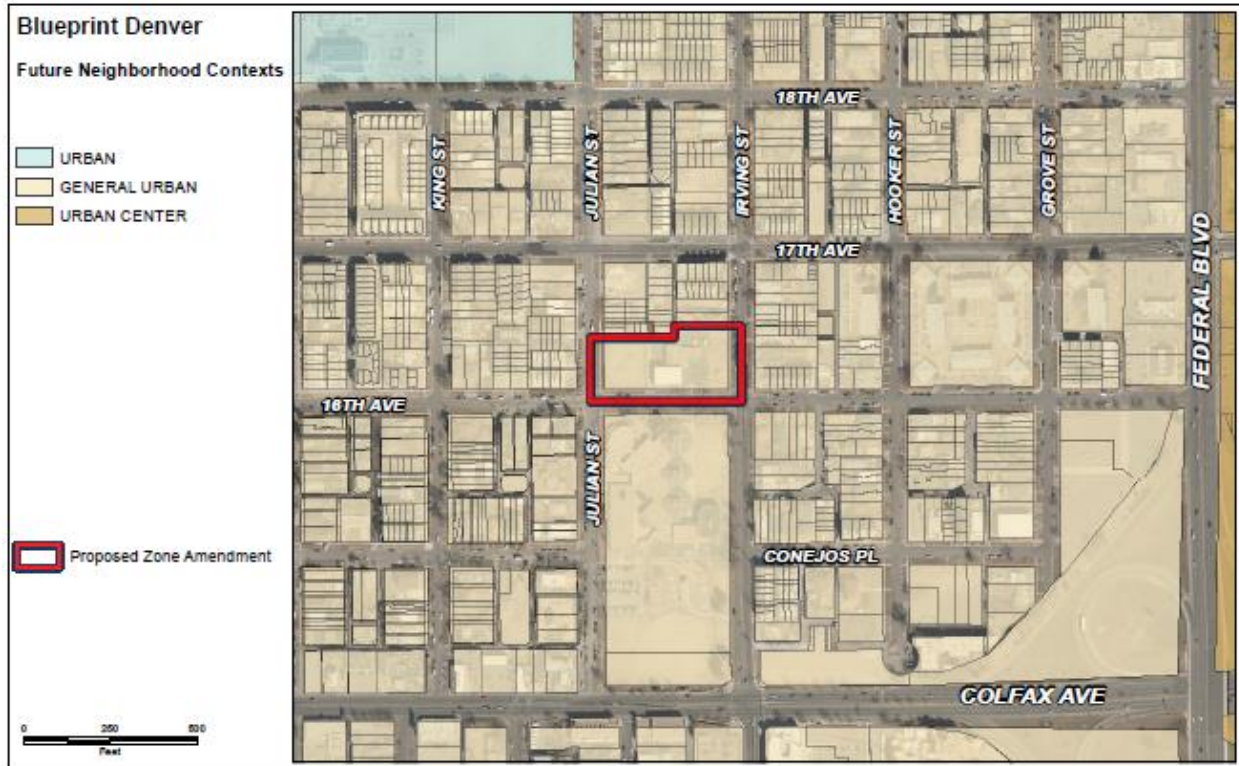 Blueprint Denver
Future Neighborhood Contexts
URBAN
GENERAL URBAN
URBAN CENTER
Proposed Zone Amendment
0 250 500
Feet
18TH AVE
KING ST
JULIAN ST
IRVING ST
HOOKER ST
GROVE ST
17TH AVE
FEDERAL BLVD
16TH AVE
JULIAN ST
CONEJOS PL
COLFAX AVE